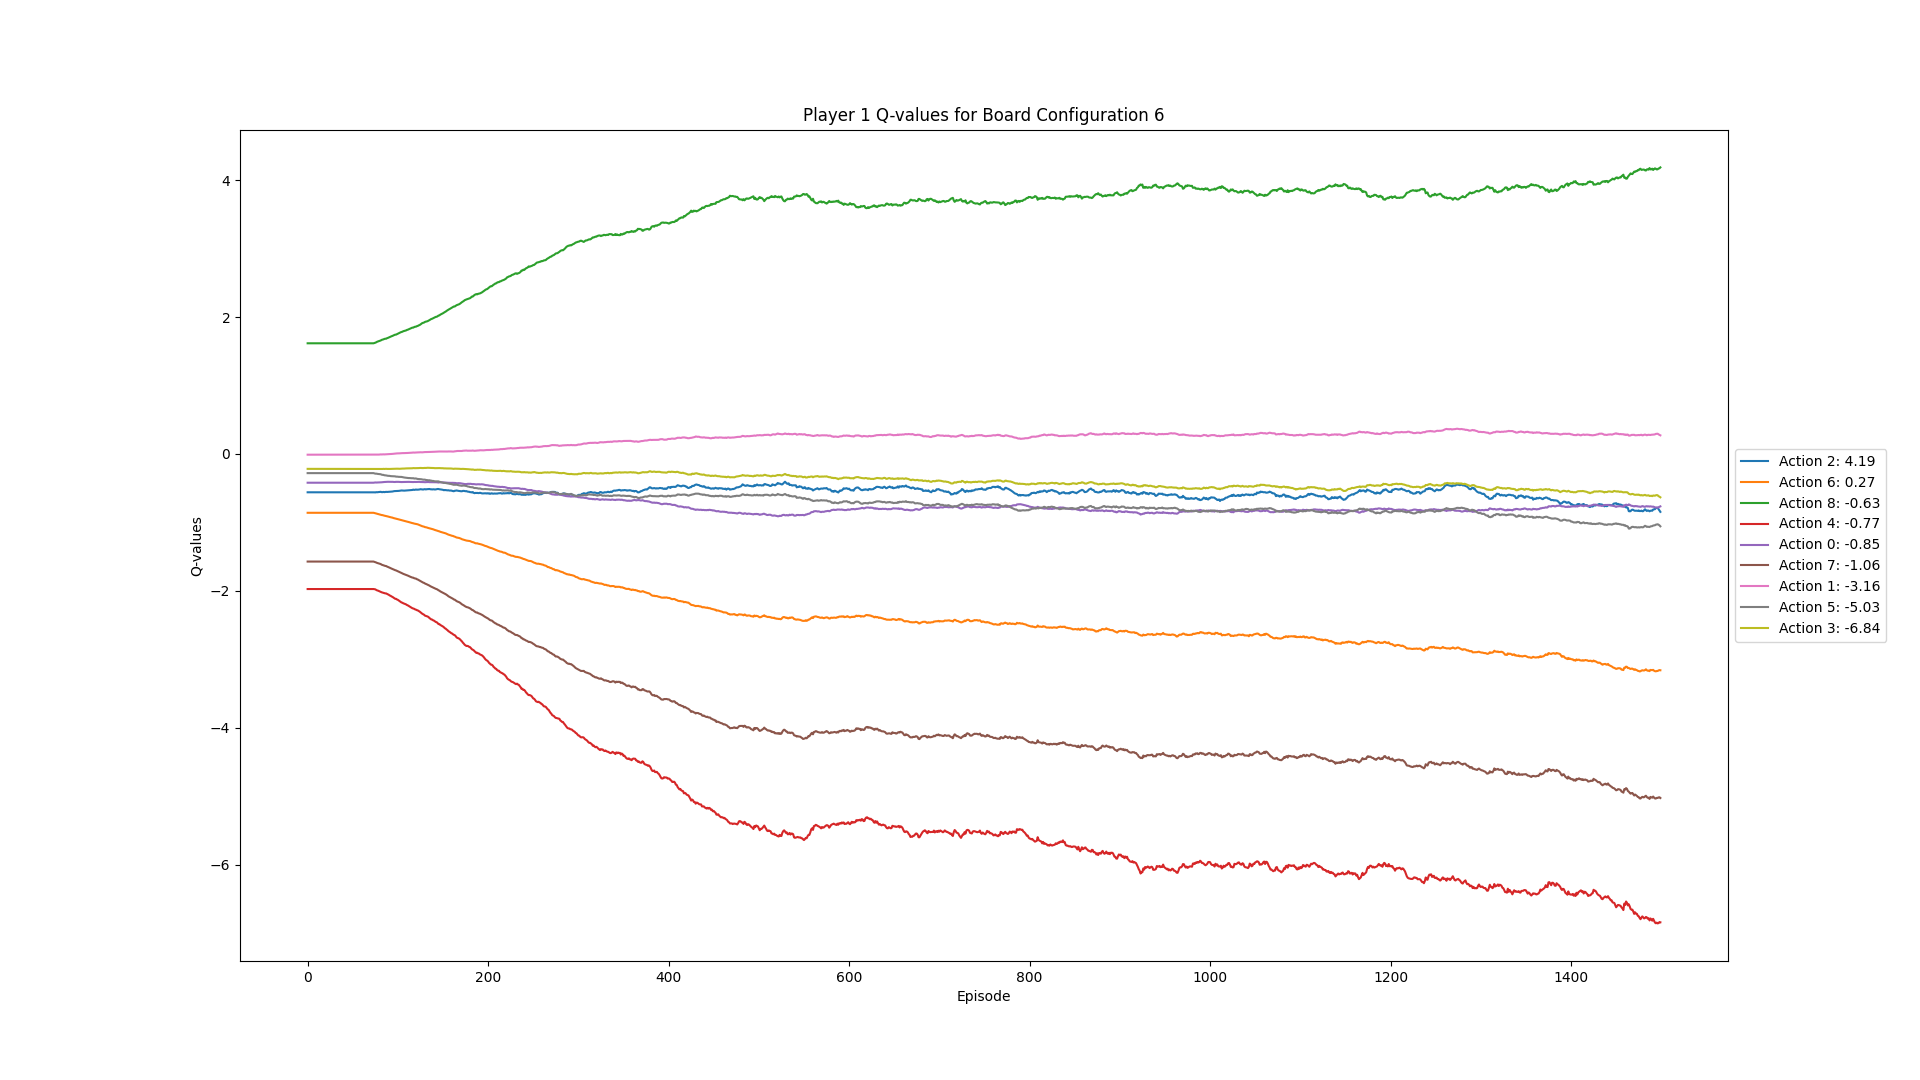 Player 1 Q-values for Board Configuration 6
4
2
0
−2
−4
−6
Q-values
0 200 400 600 800 1000 1200 1400
Episode
Action 2: 4.19
Action 6: 0.27
Action 8: -0.63
Action 4: -0.77
Action 0: -0.85
Action 7: -1.06
Action 1: -3.16
Action 5: -5.03
Action 3: -6.84